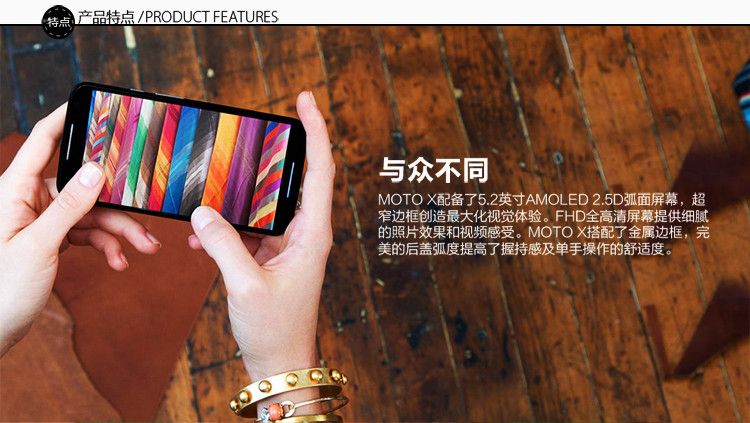 特点 产品特点 / PRODUCT FEATURES
与众不同
MOTO X配备了5.2英寸AMOLED 2.5D弧面屏幕，超
窄边框创造最大化视觉体验。FHD全高清屏幕提供细腻
的照片效果和视频感受。MOTO X搭配了金属边框，完
美的后盖弧度提高了握持感及单手操作的舒适度。